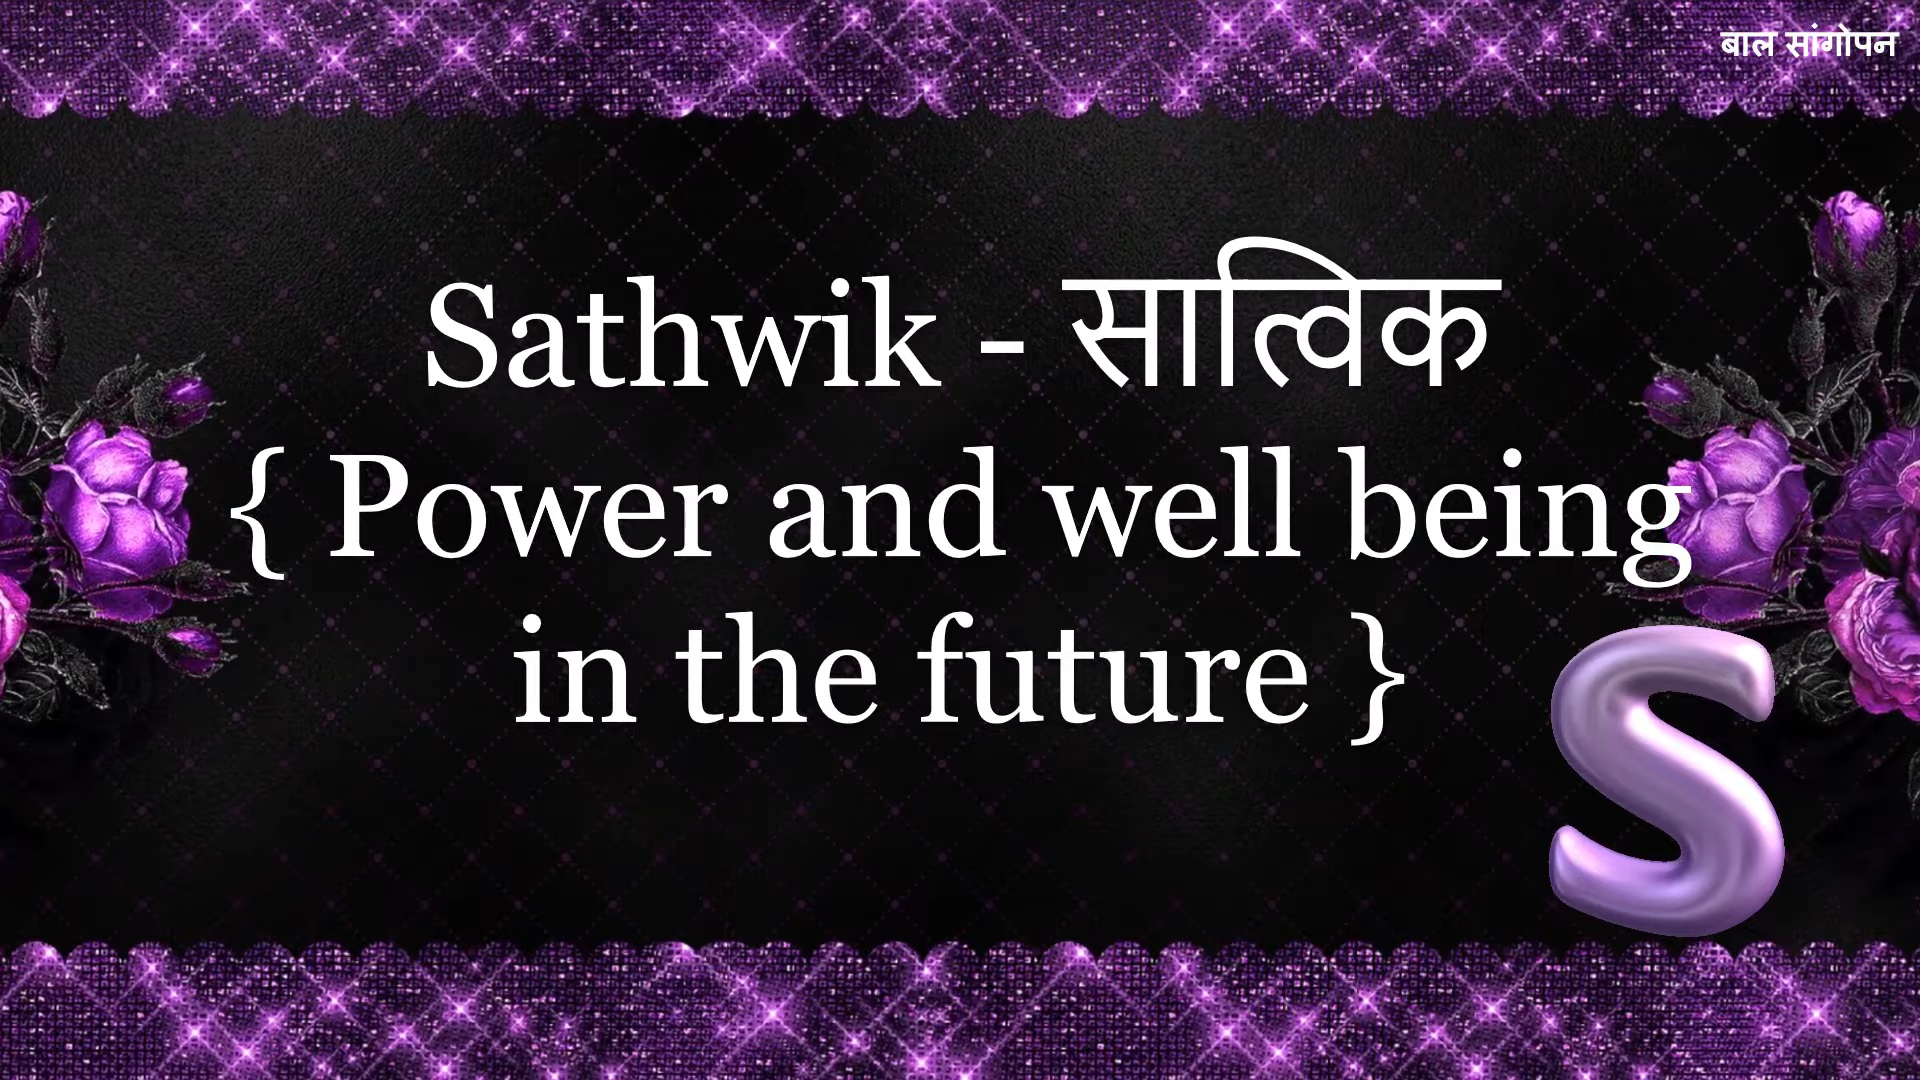 बाल सांगोपन
Sathwik - सात्विक
{ Power and well being
in the future }
S